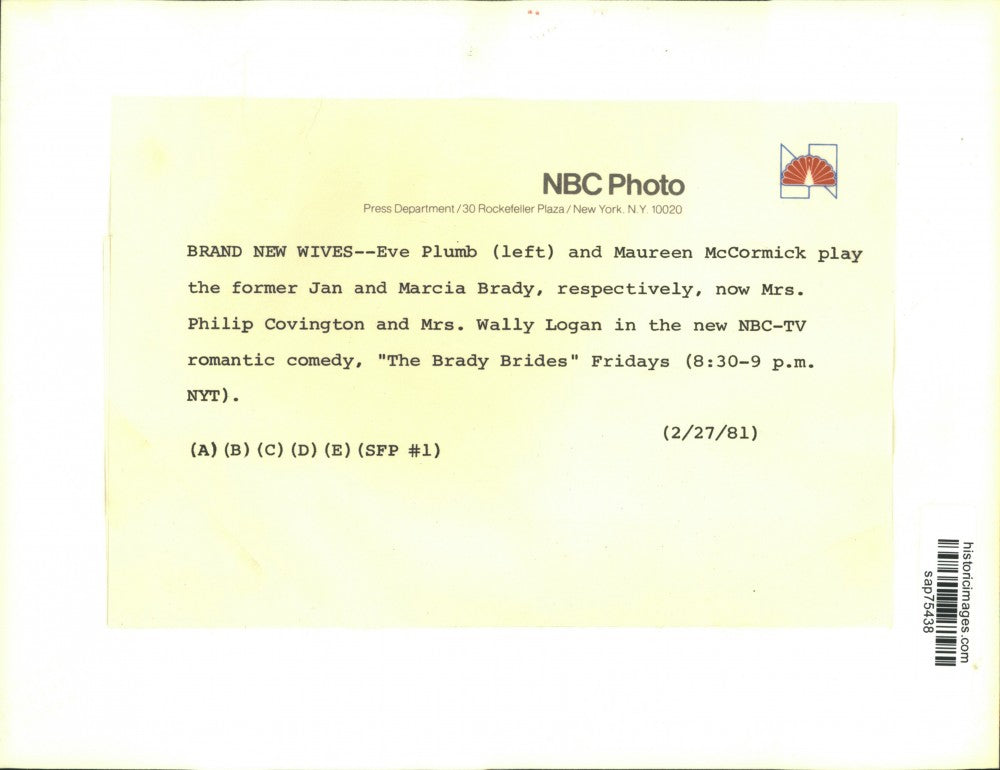 NBC Photo
Press Department / 30 Rockefeller Plaza / New York. N.Y. 10020
BRAND NEW WIVES--Eve Plumb (left) and Maureen McCormick play
the former Jan and Marcia Brady, respectively, now Mrs.
Philip Covington and Mrs. Wally Logan in the new NBC-TV
romantic comedy, "The Brady Brides" Fridays (8:30-9 p.m.
NYT).
(2/27/81)
(A)(B)(C)(D)(E)(SFP #1)
historicimages.com
sap75438